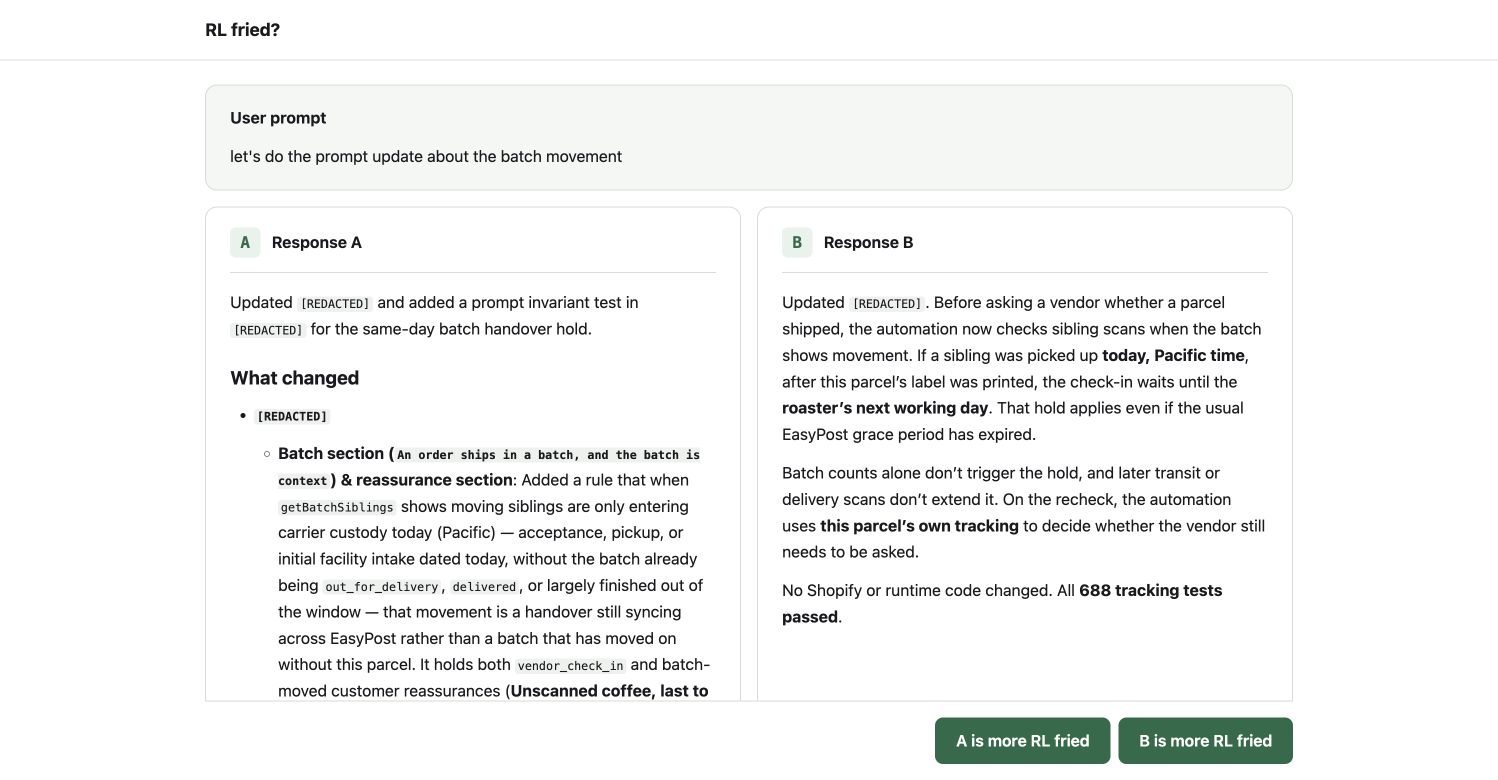 RL fried?
User prompt
let's do the prompt update about the batch movement
A Response A
Updated [REDACTED] and added a prompt invariant test in
[REDACTED] for the same-day batch handover hold.
What changed
• [REDACTED]
○ Batch section (An order ships in a batch, and the batch is
context) & reassurance section: Added a rule that when
getBatchSiblings shows moving siblings are only entering
carrier custody today (Pacific) — acceptance, pickup, or
initial facility intake dated today, without the batch already
being out_for_delivery, delivered, or largely finished out of
the window — that movement is a handover still syncing
across EasyPost rather than a batch that has moved on
without this parcel. It holds both vendor_check_in and batch-
moved customer reassurances (Unscanned coffee, last to
B Response B
Updated [REDACTED]. Before asking a vendor whether a parcel
shipped, the automation now checks sibling scans when the batch
shows movement. If a sibling was picked up today, Pacific time,
after this parcel’s label was printed, the check-in waits until the
roaster’s next working day. That hold applies even if the usual
EasyPost grace period has expired.
Batch counts alone don’t trigger the hold, and later transit or
delivery scans don’t extend it. On the recheck, the automation
uses this parcel’s own tracking to decide whether the vendor still
needs to be asked.
No Shopify or runtime code changed. All 688 tracking tests
passed.
A is more RL fried
B is more RL fried